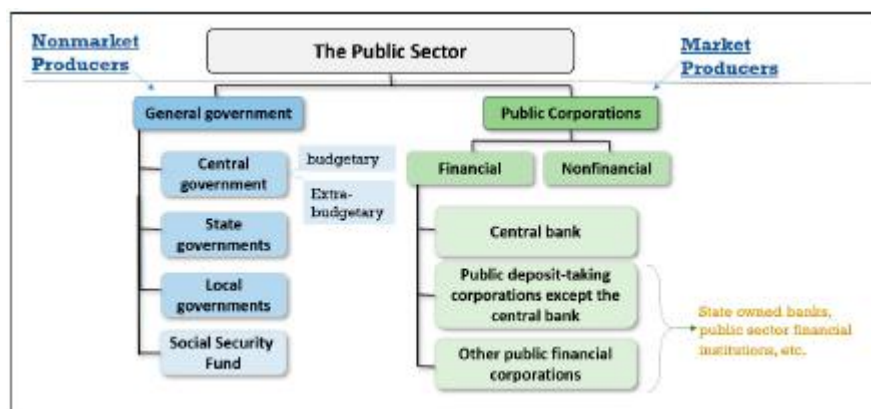 Nonmarket
Producers
The Public Sector
Market
Producers
General government
Public Corporations
Central
government
budgetary
Extra-
budgetary
State
governments
Local
governments
Social Security
Fund
Financial
Nonfinancial
Central bank
Public deposit-taking
corporations except the
central bank
Other public financial
corporations
State owned banks,
public sector financial
institutions, etc.